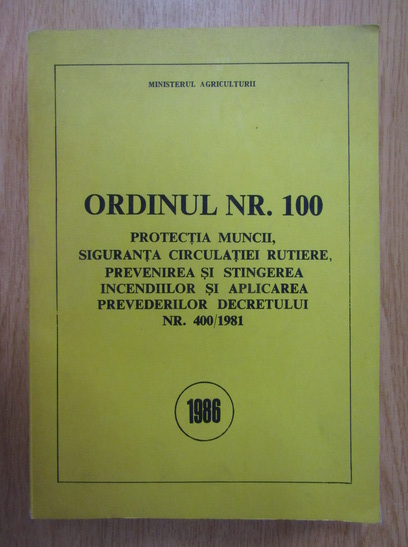 MINISTERUL AGRICULTURII
ORDINUL NR. 100
PROTECȚIA MUNCII,
SIGURANȚA CIRCULAȚIEI RUTIERE,
PREVENIREA ȘI STINGEREA
INCENDIILOR ȘI APLICAREA
PREVEDERILOR DECRETULUI
NR. 400/1981
1986